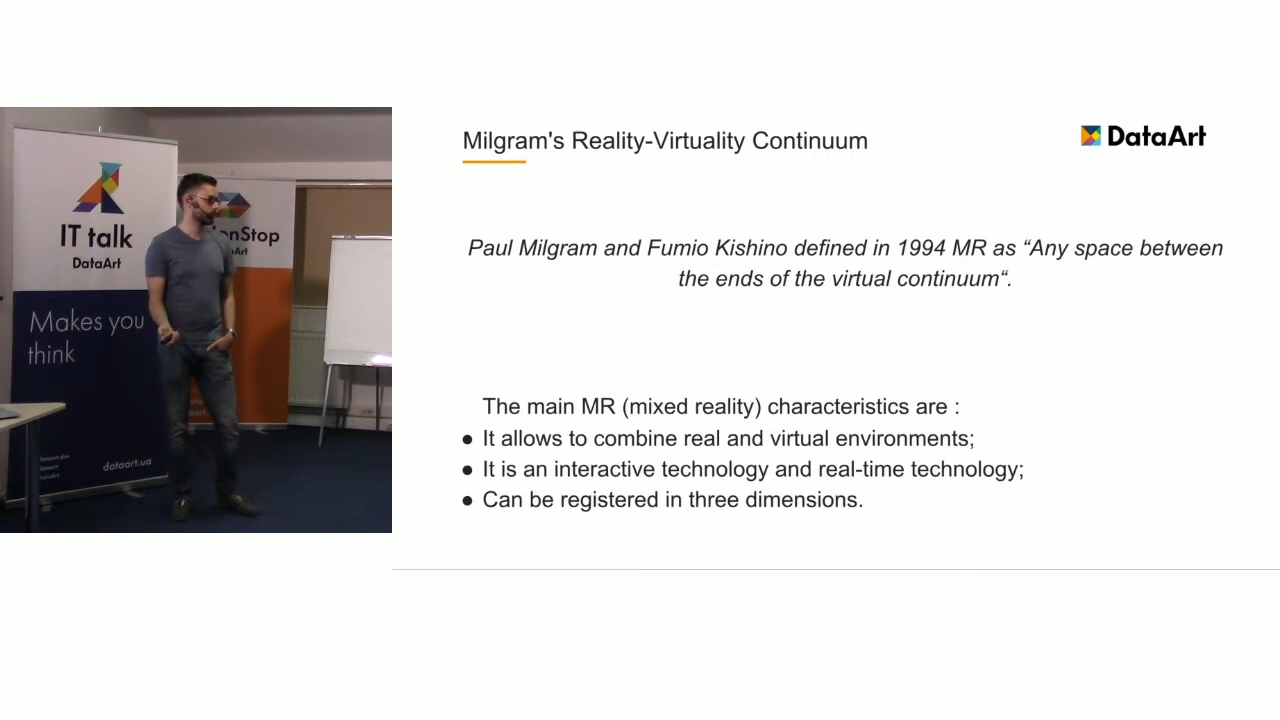 IT talk
DataArt
Makes you
think
dataart.ua
Milgram's Reality-Virtuality Continuum
DataArt
Paul Milgram and Fumio Kishino defined in 1994 MR as “Any space between
the ends of the virtual continuum“.
The main MR (mixed reality) characteristics are :
● It allows to combine real and virtual environments;
● It is an interactive technology and real-time technology;
● Can be registered in three dimensions.